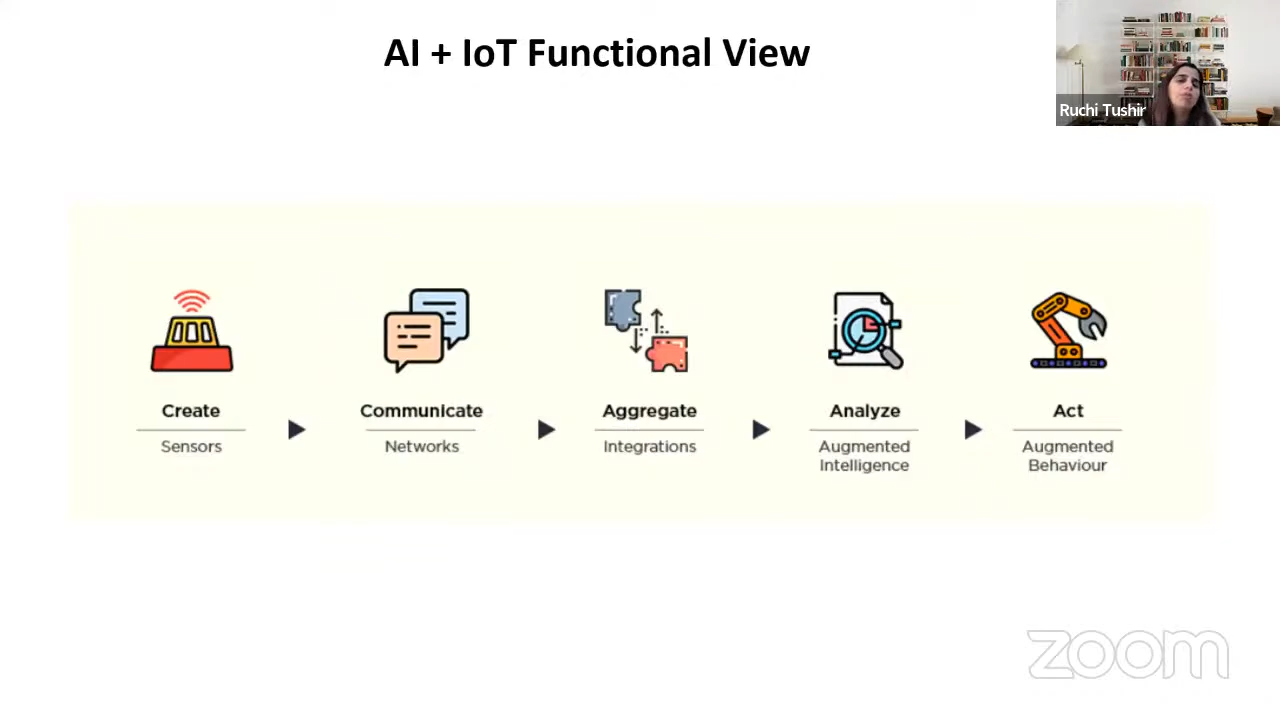 AI + IoT Functional View
Ruchi Tushir
Create
Sensors
Communicate
Networks
Aggregate
Integrations
Analyze
Augmented
Intelligence
Act
Augmented
Behaviour
zoom